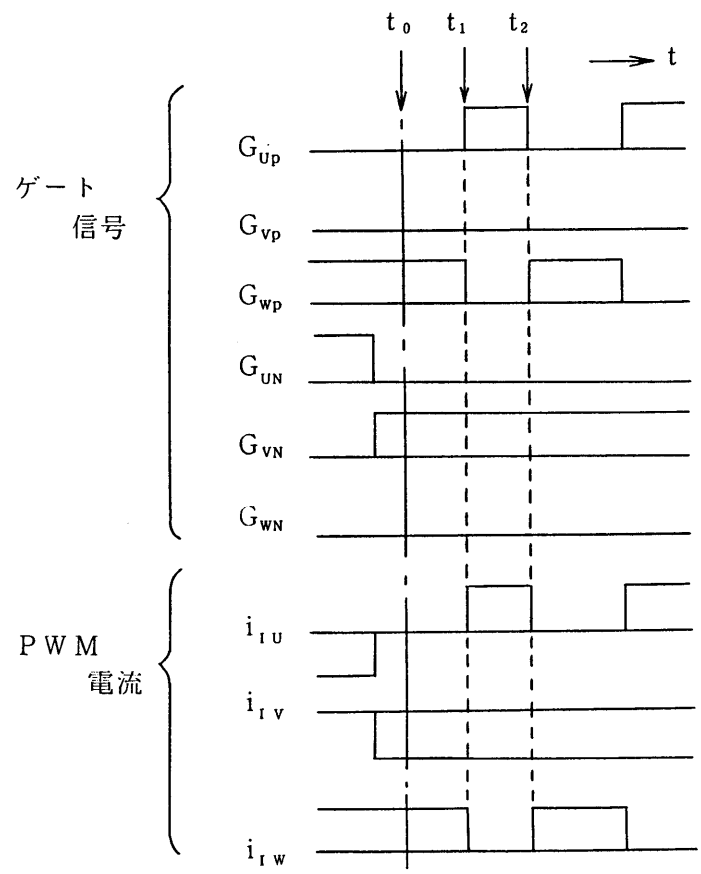 t₀ t₁ t₂
t
ゲート
信号
G_Up
G_Vp
G_Wp
G_UN
G_VN
G_WN
PWM
電流
i_IU
i_IV
i_IW